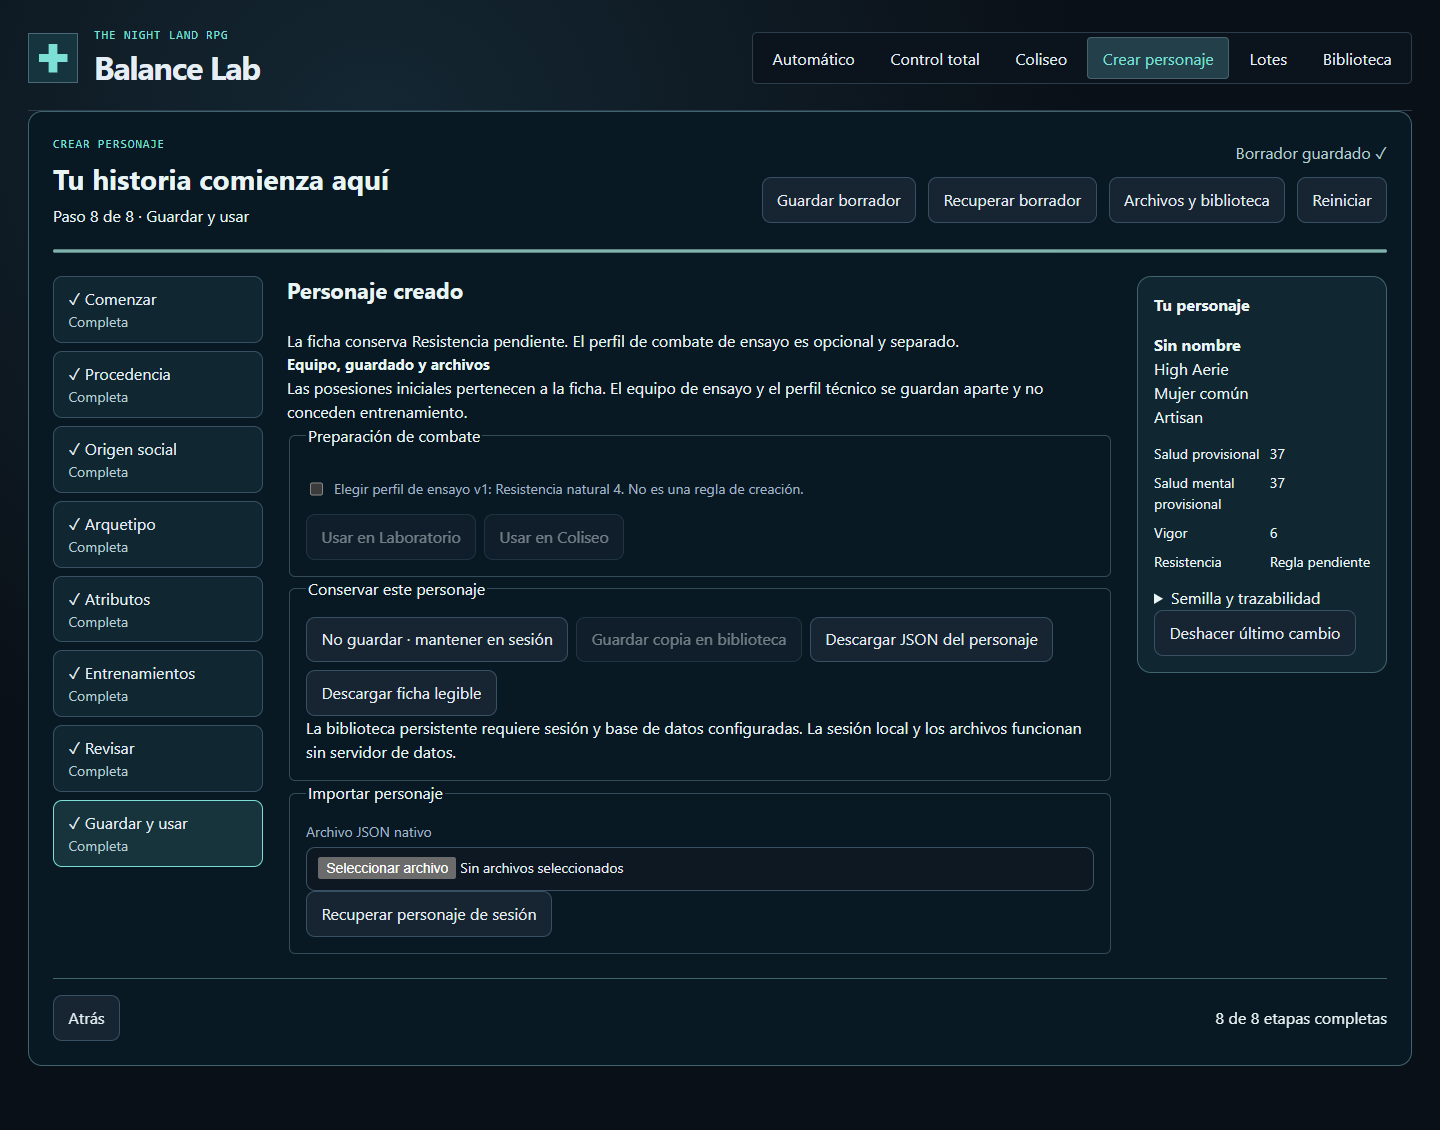 THE NIGHT LAND RPG
Balance Lab
Automático
Control total
Coliseo
Crear personaje
Lotes
Biblioteca
CREAR PERSONAJE
Tu historia comienza aquí
Paso 8 de 8 · Guardar y usar
Borrador guardado ✓
Guardar borrador
Recuperar borrador
Archivos y biblioteca
Reiniciar
✓ Comenzar
Completa
✓ Procedencia
Completa
✓ Origen social
Completa
✓ Arquetipo
Completa
✓ Atributos
Completa
✓ Entrenamientos
Completa
✓ Revisar
Completa
✓ Guardar y usar
Completa
Personaje creado
La ficha conserva Resistencia pendiente. El perfil de combate de ensayo es opcional y separado.
Equipo, guardado y archivos
Las posesiones iniciales pertenecen a la ficha. El equipo de ensayo y el perfil técnico se guardan aparte y no
conceden entrenamiento.
Preparación de combate
Elegir perfil de ensayo v1: Resistencia natural 4. No es una regla de creación.
Usar en Laboratorio
Usar en Coliseo
Conservar este personaje
No guardar · mantener en sesión
Guardar copia en biblioteca
Descargar JSON del personaje
Descargar ficha legible
La biblioteca persistente requiere sesión y base de datos configuradas. La sesión local y los archivos funcionan
sin servidor de datos.
Importar personaje
Archivo JSON nativo
Seleccionar archivo Sin archivos seleccionados
Recuperar personaje de sesión
Tu personaje
Sin nombre
High Aerie
Mujer común
Artisan
Salud provisional 37
Salud mental 37
provisional
Vigor 6
Resistencia Regla pendiente
▶ Semilla y trazabilidad
Deshacer último cambio
Atrás
8 de 8 etapas completas